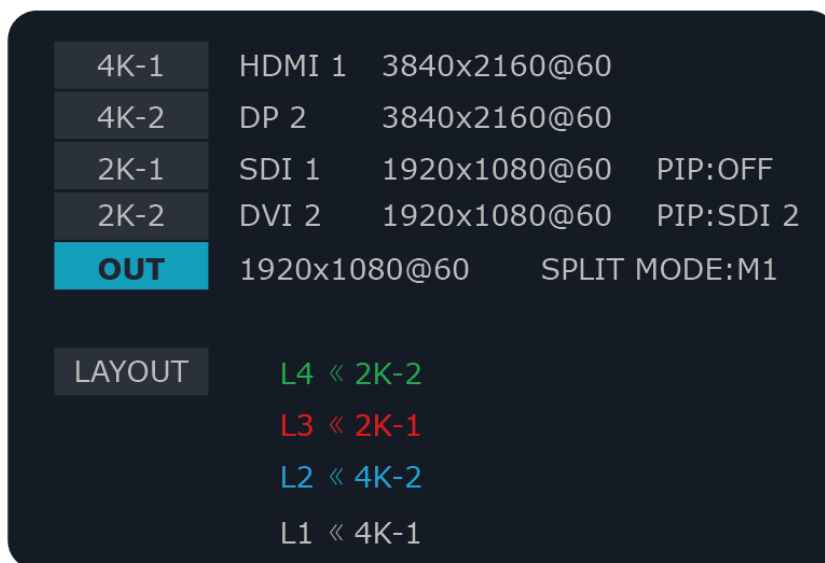 4K-1 HDMI 1 3840x2160@60
4K-2 DP 2 3840x2160@60
2K-1 SDI 1 1920x1080@60 PIP:OFF
2K-2 DVI 2 1920x1080@60 PIP:SDI 2
OUT 1920x1080@60 SPLIT MODE:M1
LAYOUT L4 « 2K-2
L3 « 2K-1
L2 « 4K-2
L1 « 4K-1